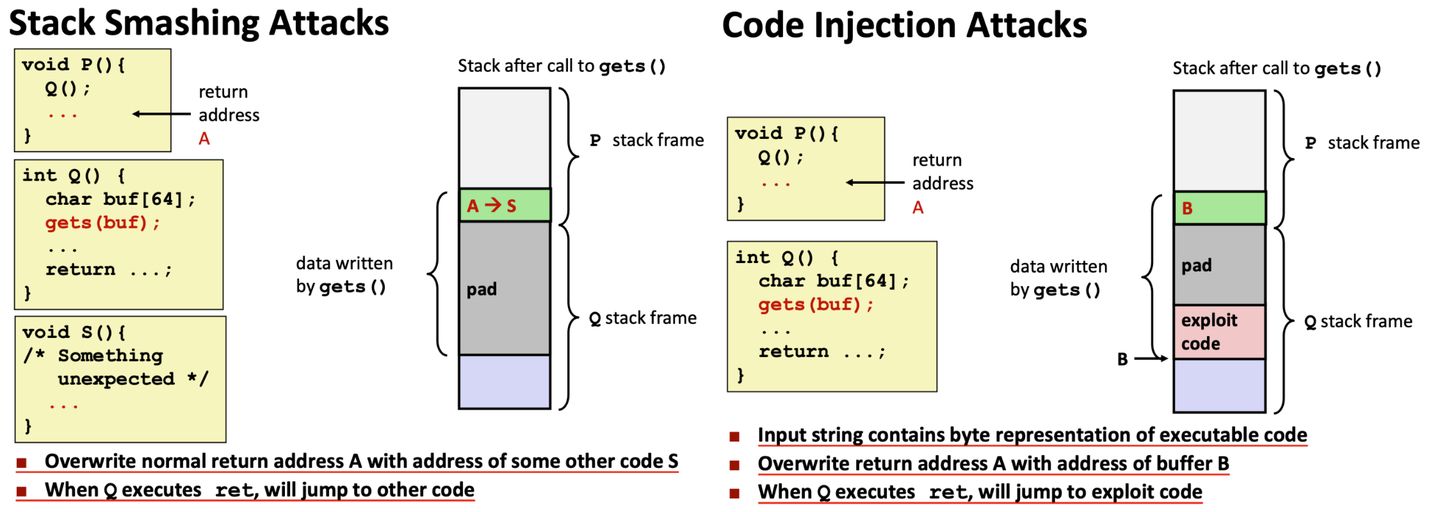 Stack Smashing Attacks
void P(){
  Q();
  ...
}
return
address
A
int Q() {
  char buf[64];
  gets(buf);
  ...
  return ...;
}
void S(){
/* Something
   unexpected */
  ...
}
Stack after call to gets()
P stack frame
A → S
data written
by gets()
pad
Q stack frame
■ Overwrite normal return address A with address of some other code S
■ When Q executes ret, will jump to other code
Code Injection Attacks
void P(){
  Q();
  ...
}
return
address
A
int Q() {
  char buf[64];
  gets(buf);
  ...
  return ...;
}
Stack after call to gets()
P stack frame
B
data written
by gets()
pad
exploit
code
Q stack frame
B
■ Input string contains byte representation of executable code
■ Overwrite return address A with address of buffer B
■ When Q executes ret, will jump to exploit code